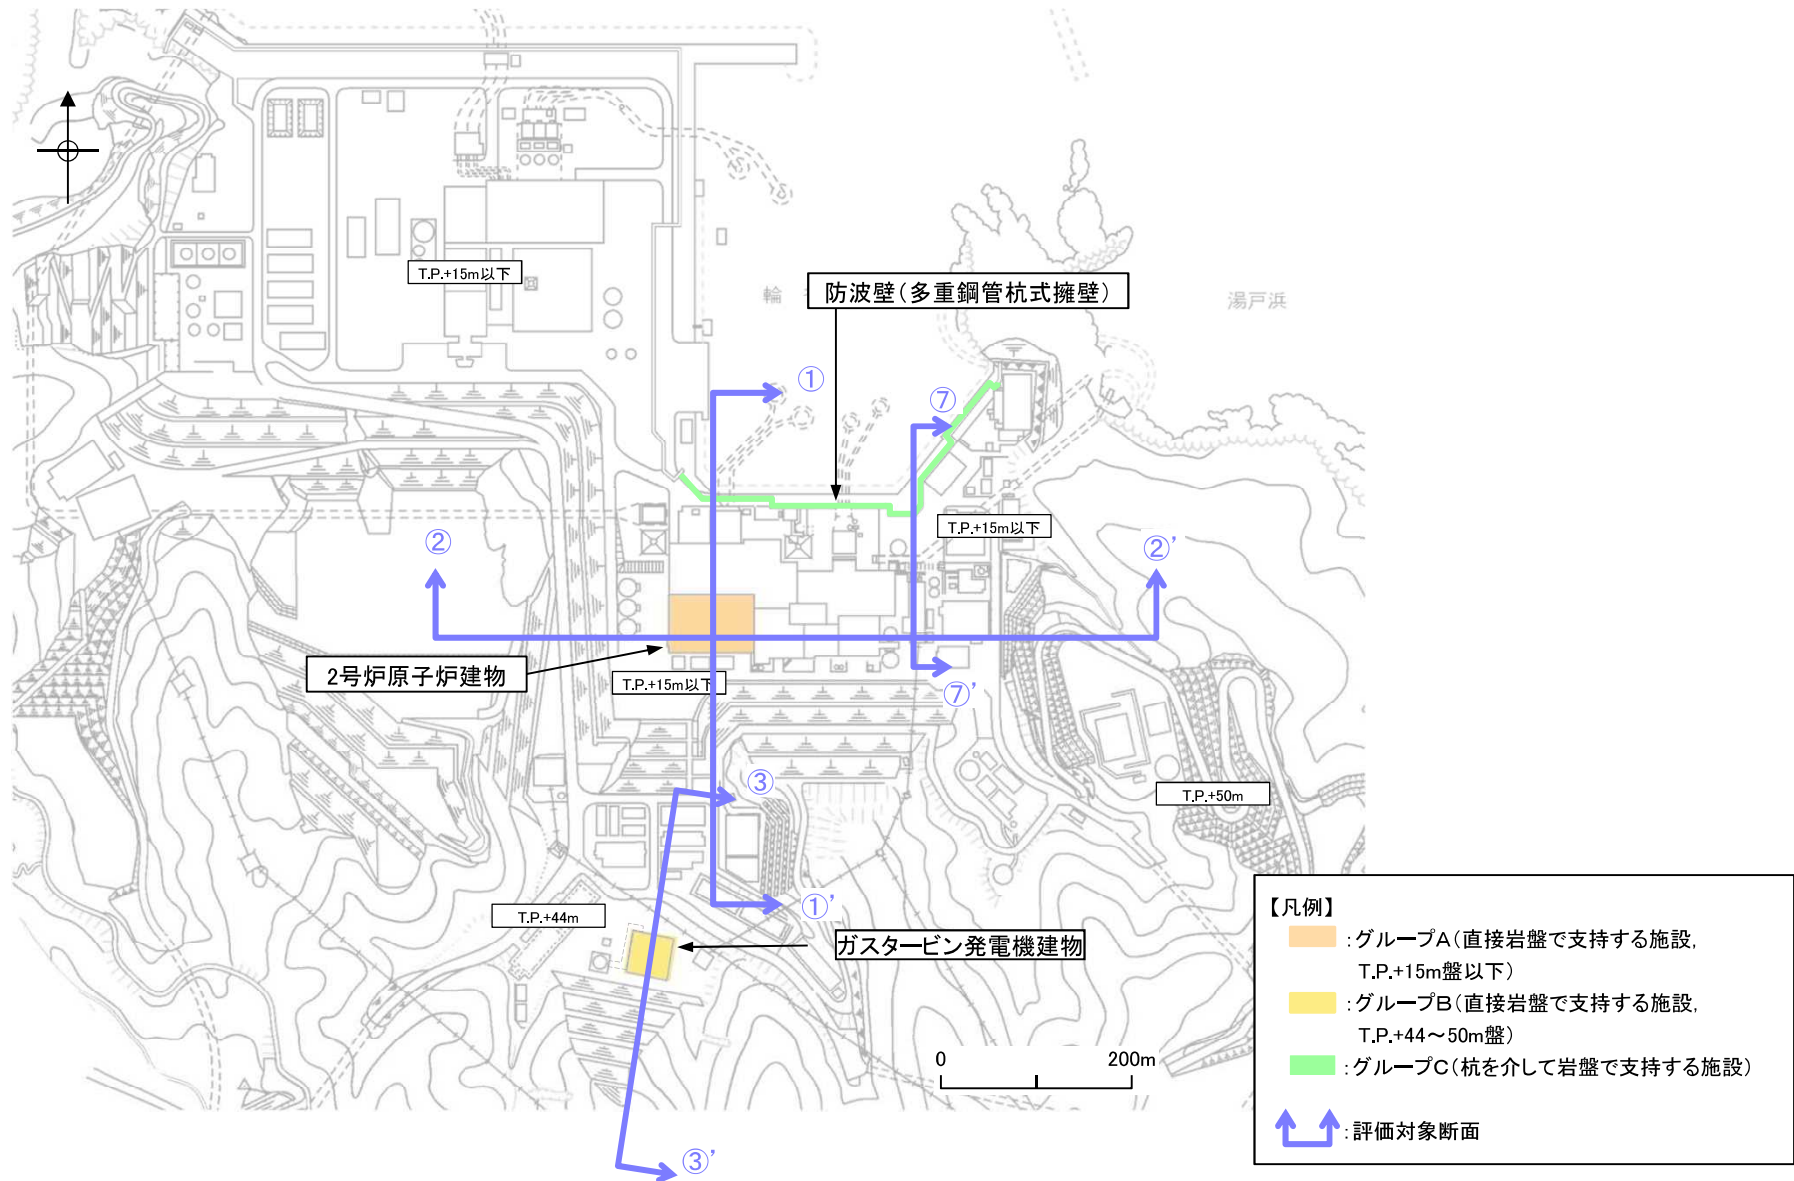 T.P.+15m以下
輪
防波壁(多重鋼管杭式擁壁)
湯戸浜
①
⑦
②
T.P.+15m以下
②’
2号炉原子炉建物
T.P.+15m以下
⑦’
③
T.P.+50m
T.P.+44m
①’
ガスタービン発電機建物
0 200m
③’
【凡例】
:グループA(直接岩盤で支持する施設,
T.P.+15m盤以下)
:グループB(直接岩盤で支持する施設,
T.P.+44～50m盤)
:グループC(杭を介して岩盤で支持する施設)
:評価対象断面